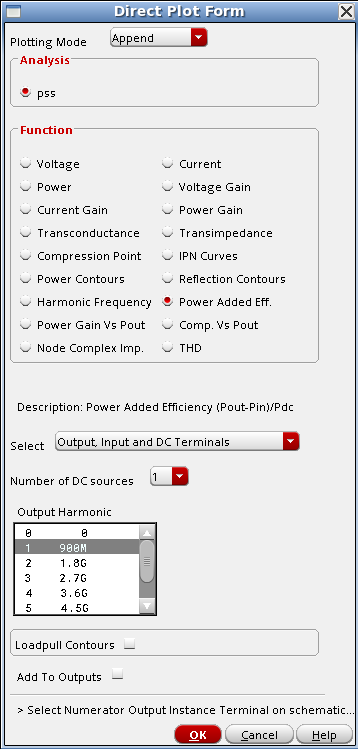 Direct Plot Form
Plotting Mode Append
Analysis
pss
Function
Voltage Current
Power Voltage Gain
Current Gain Power Gain
Transconductance Transimpedance
Compression Point IPN Curves
Power Contours Reflection Contours
Harmonic Frequency Power Added Eff.
Power Gain Vs Pout Comp. Vs Pout
Node Complex Imp. THD
Description: Power Added Efficiency (Pout-Pin)/Pdc
Select Output, Input and DC Terminals
Number of DC sources 1
Output Harmonic
0 0
1 900M
2 1.8G
3 2.7G
4 3.6G
5 4.5G
Loadpull Contours
Add To Outputs
> Select Numerator Output Instance Terminal on schematic...
OK Cancel Help